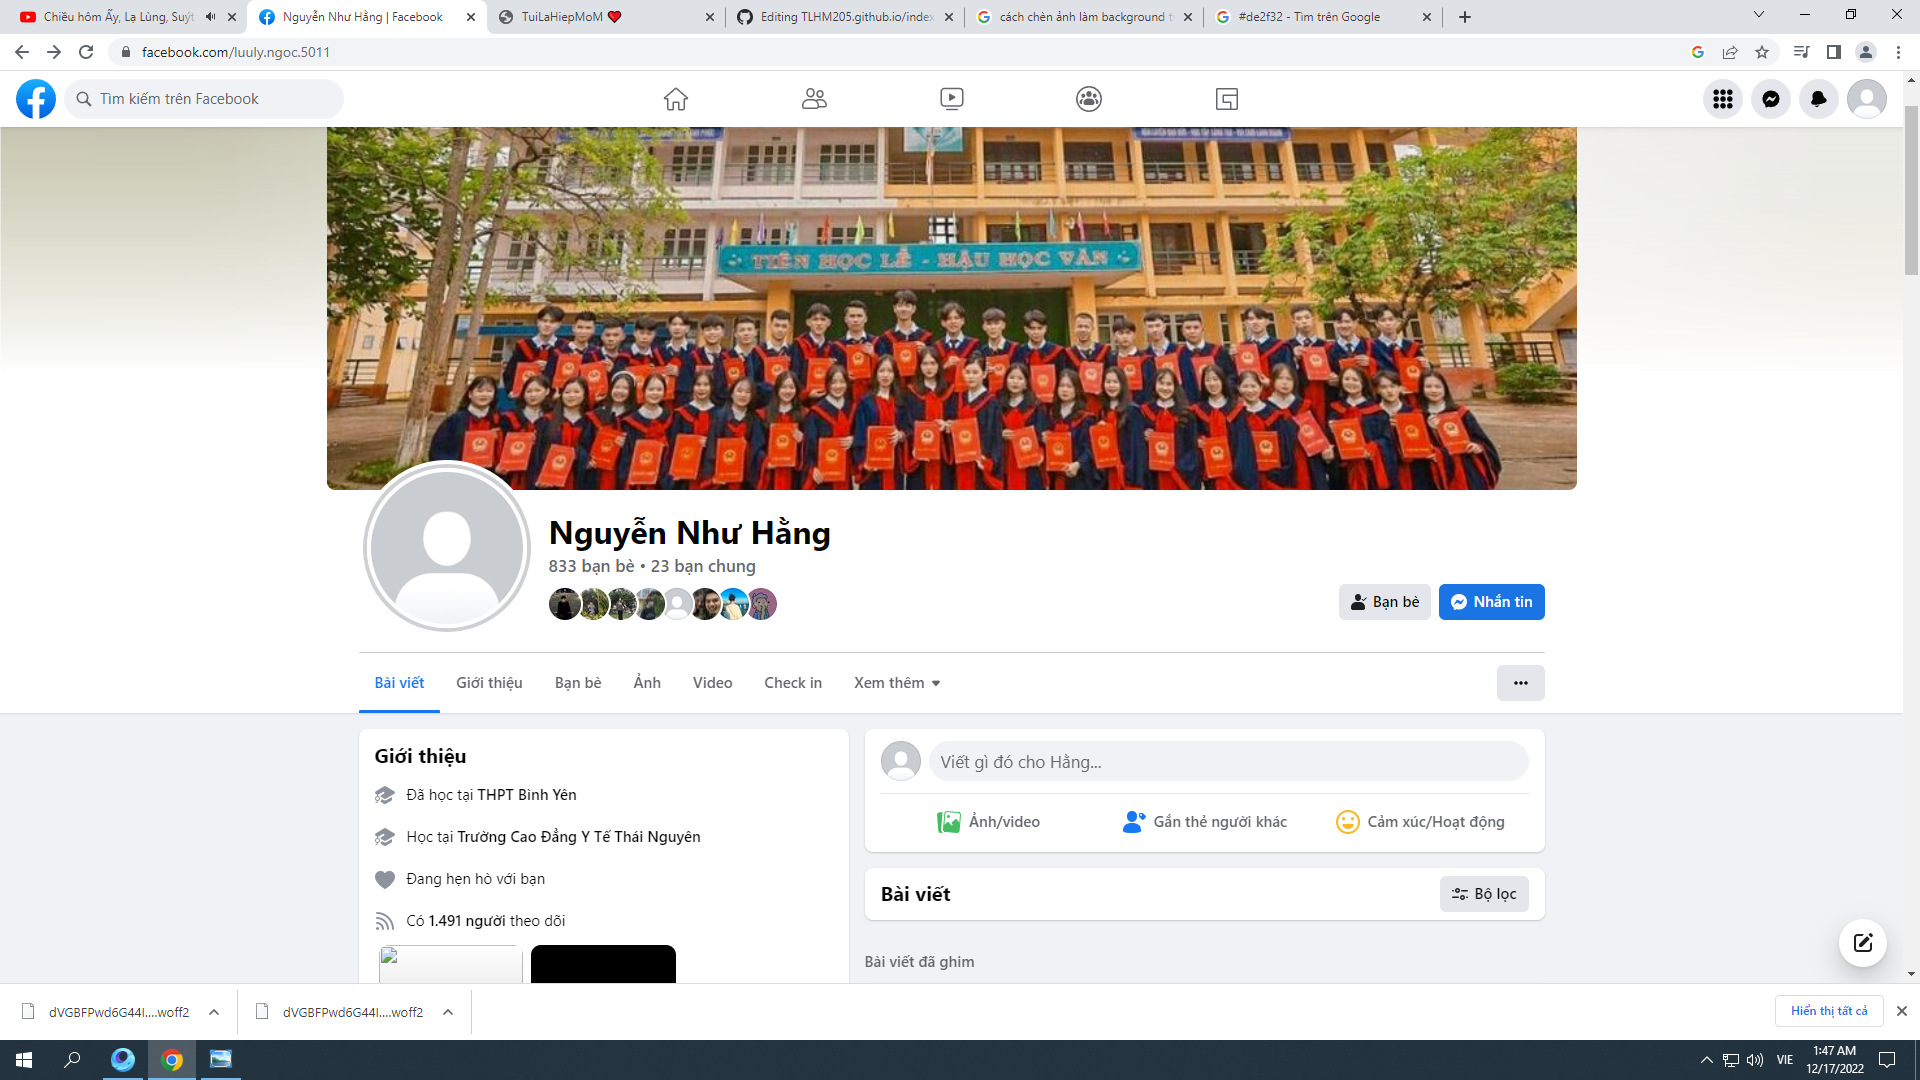 Chiều hôm Ấy, Lạ Lùng, Suýt
Nguyễn Như Hằng | Facebook
TuiLaHiepMoM ❤️
Editing TLHM205.github.io/index
cách chèn ảnh làm background t
#de2f32 - Tìm trên Google
facebook.com/luuly.ngoc.5011
Tìm kiếm trên Facebook
TIÊN HỌC LỄ - HẬU HỌC VĂN
Nguyễn Như Hằng
833 bạn bè • 23 bạn chung
Bạn bè
Nhắn tin
Bài viết
Giới thiệu
Bạn bè
Ảnh
Video
Check in
Xem thêm
Giới thiệu
Đã học tại THPT Bình Yên
Học tại Trường Cao Đẳng Y Tế Thái Nguyên
Đang hẹn hò với bạn
Có 1.491 người theo dõi
Viết gì đó cho Hằng...
Ảnh/video
Gắn thẻ người khác
Cảm xúc/Hoạt động
Bài viết
Bộ lọc
Bài viết đã ghim
dVGBFPwd6G44I....woff2
dVGBFPwd6G44I....woff2
Hiển thị tất cả
VIE
1:47 AM
12/17/2022